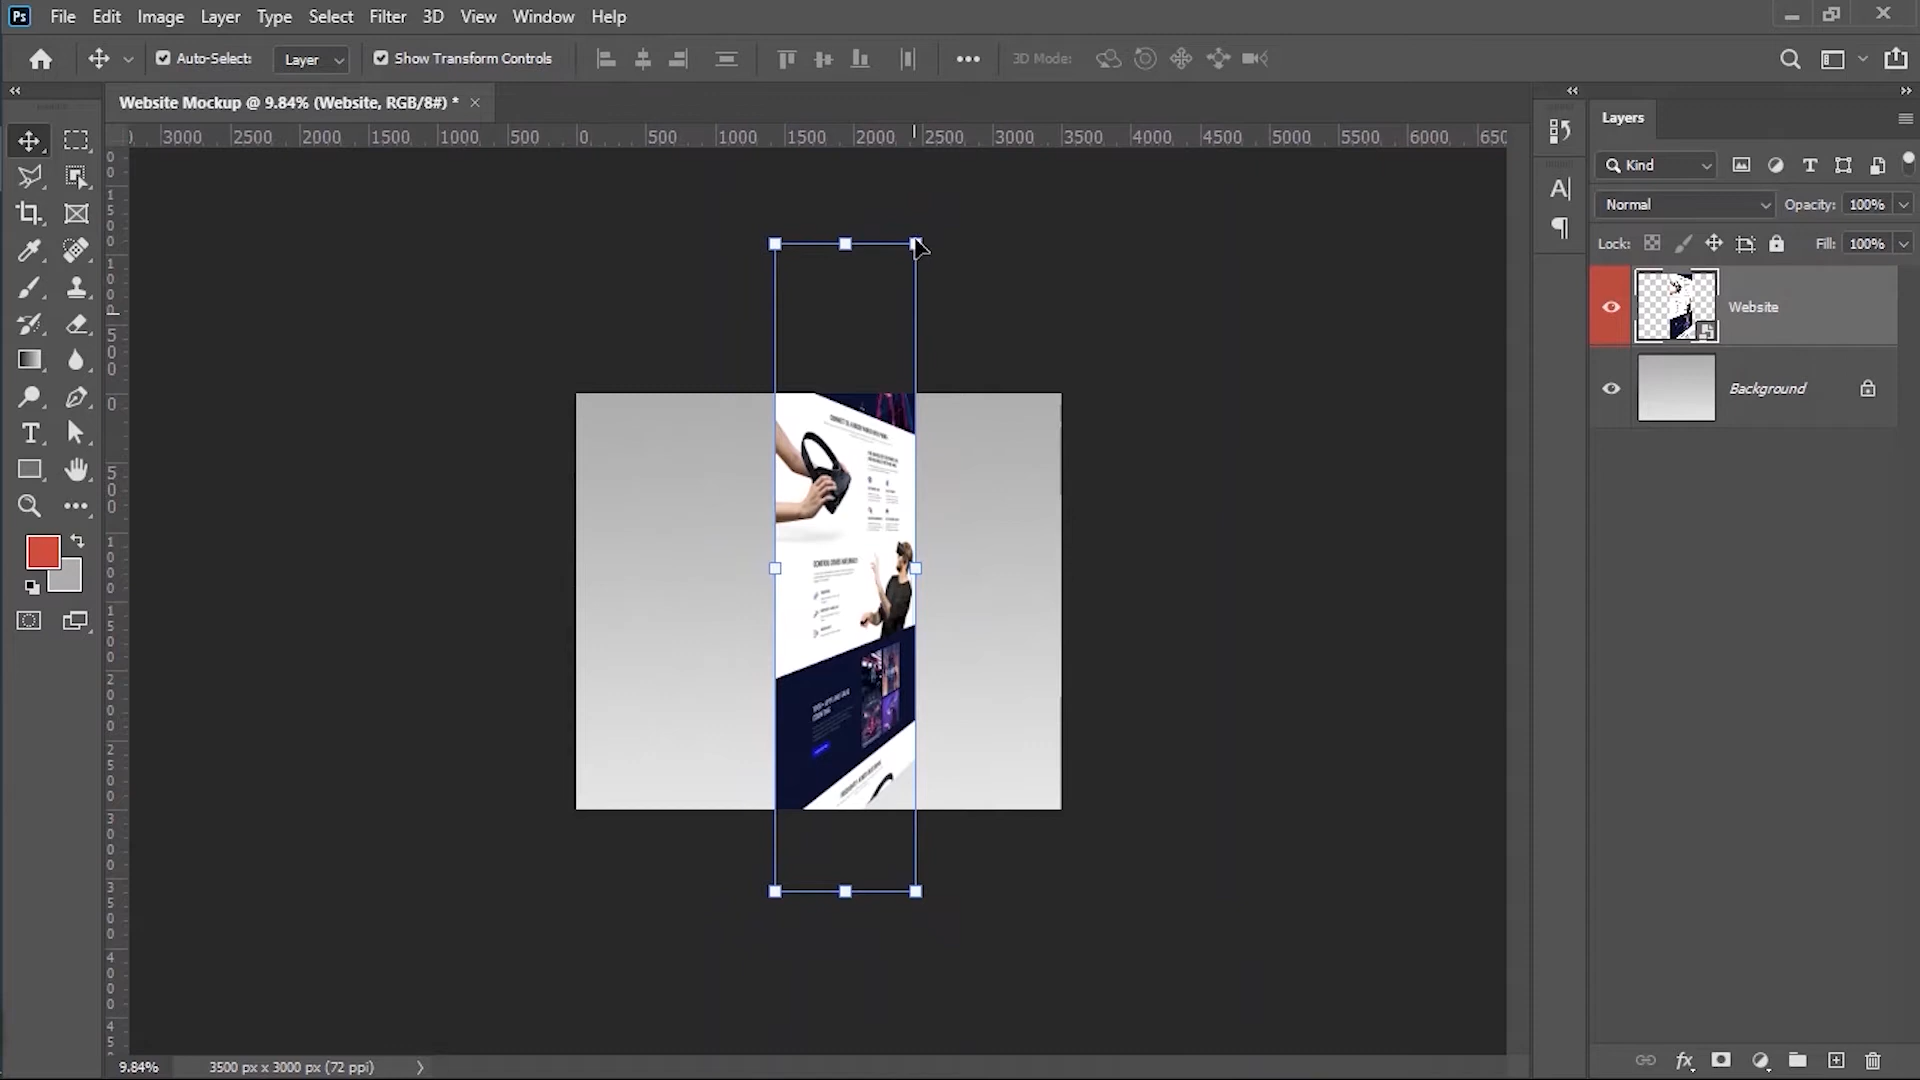 Ps File Edit Image Layer Type Select Filter 3D View Window Help
Auto-Select: Layer Show Transform Controls 3D Mode:
Website Mockup @ 9.84% (Website, RGB/8#) * ×
3000 2500 2000 1500 1000 500 0 500 1000 1500 2000 2500 3000 3500 4000 4500 5000 5500 6000 650
Layers
Kind
Normal Opacity: 100%
Lock: Fill: 100%
Website
Background
9.84% 3500 px x 3000 px (72 ppi)